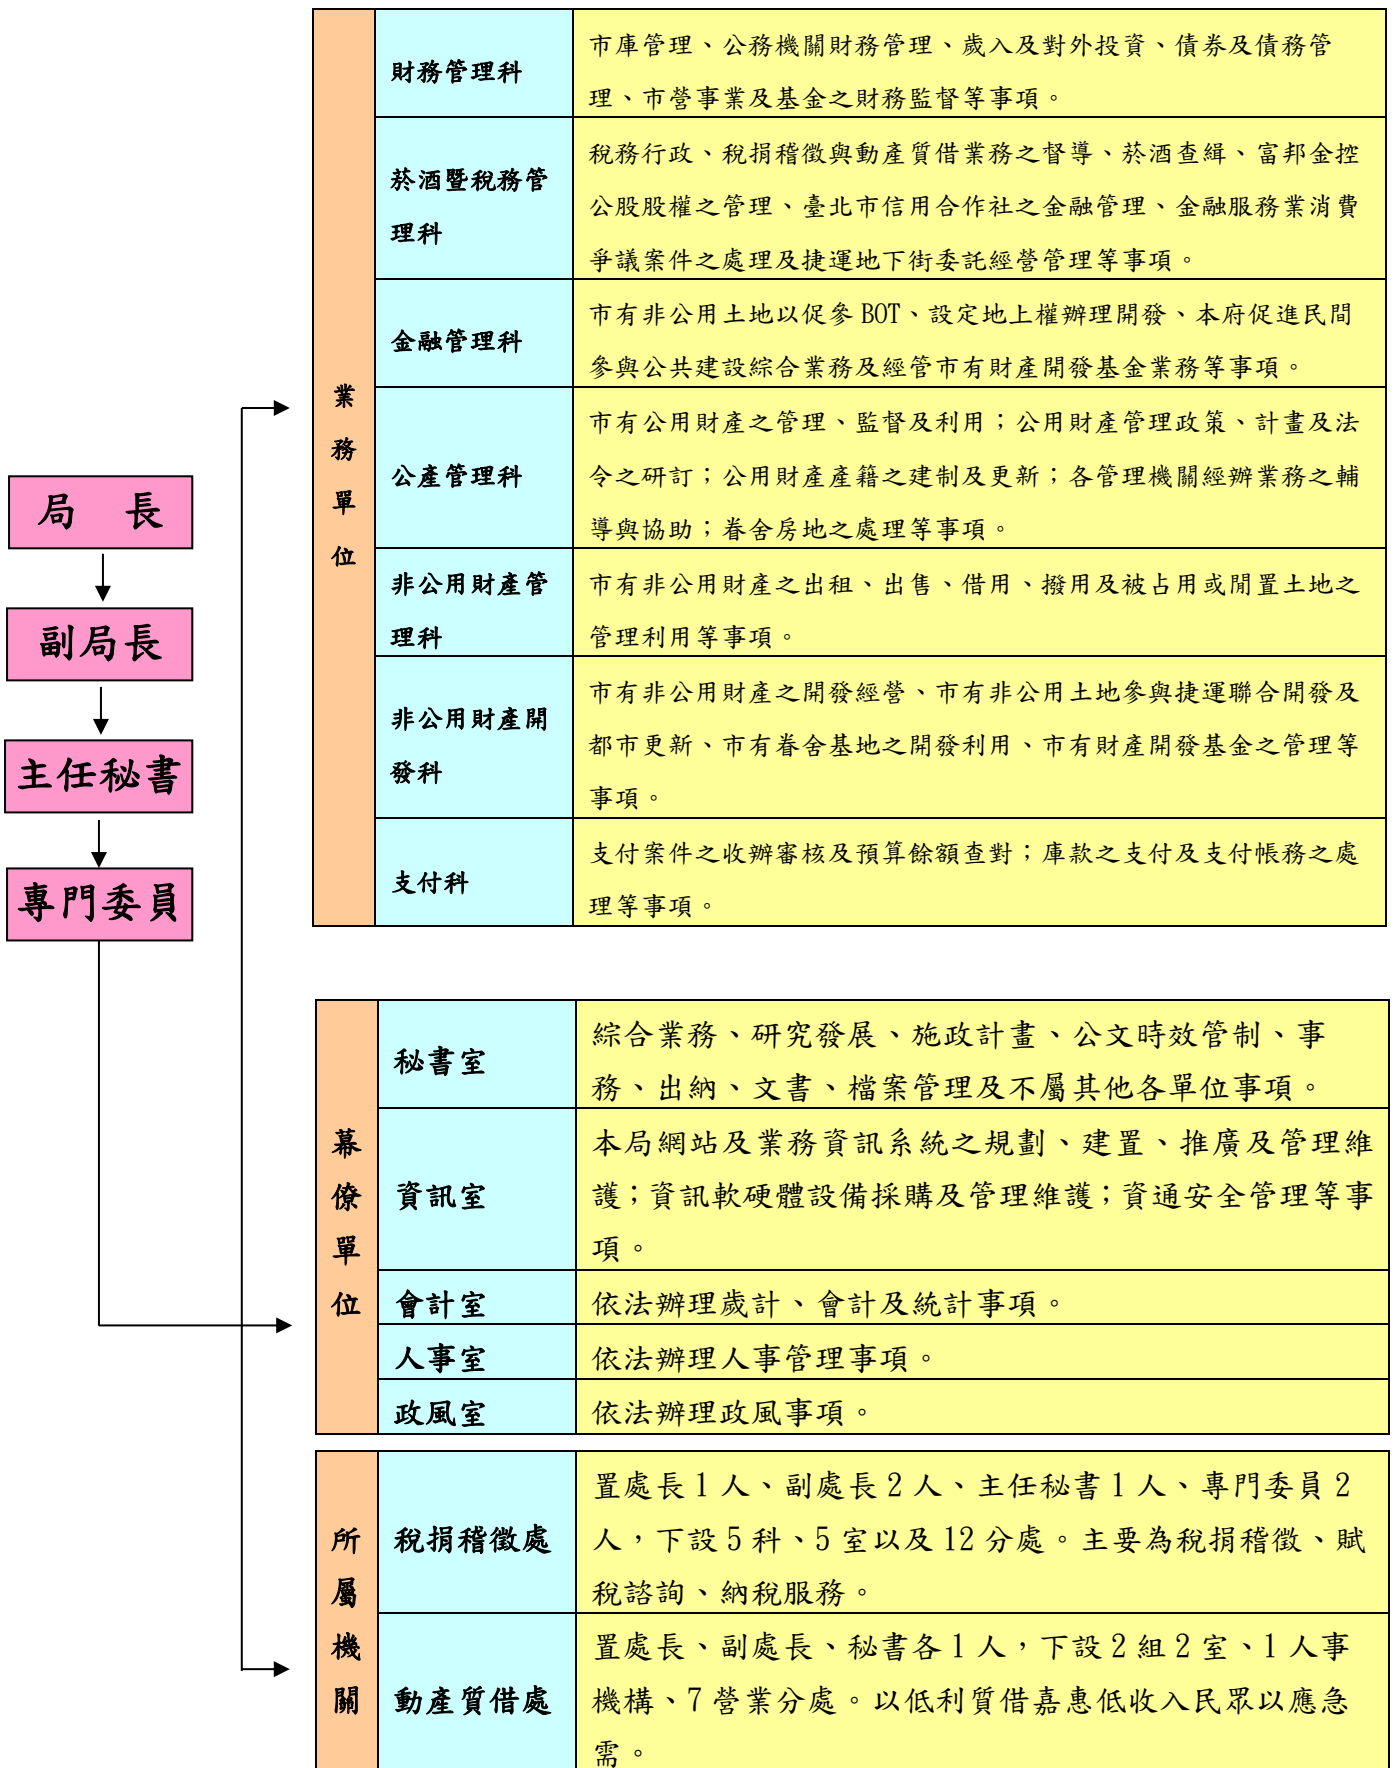 局　長
副局長
主任秘書
專門委員
業務單位
財務管理科
市庫管理、公務機關財務管理、歲入及對外投資、債券及債務管
理、市營事業及基金之財務監督等事項。
菸酒暨稅務管
理科
稅務行政、稅捐稽徵與動產質借業務之督導、菸酒查緝、富邦金控
公股股權之管理、臺北市信用合作社之金融管理、金融服務業消費
爭議案件之處理及捷運地下街委託經營管理等事項。
金融管理科
市有非公用土地以促參 BOT、設定地上權辦理開發、本府促進民間
參與公共建設綜合業務及經管市有財產開發基金業務等事項。
公產管理科
市有公用財產之管理、監督及利用；公用財產管理政策、計畫及法
令之研訂；公用財產產籍之建制及更新；各管理機關經辦業務之輔
導與協助；眷舍房地之處理等事項。
非公用財產管
理科
市有非公用財產之出租、出售、借用、撥用及被占用或閒置土地之
管理利用等事項。
非公用財產開
發科
市有非公用財產之開發經營、市有非公用土地參與捷運聯合開發及
都市更新、市有眷舍基地之開發利用、市有財產開發基金之管理等
事項。
支付科
支付案件之收辦審核及預算餘額查對；庫款之支付及支付帳務之處
理等事項。
幕僚單位
秘書室
綜合業務、研究發展、施政計畫、公文時效管制、事
務、出納、文書、檔案管理及不屬其他各單位事項。
資訊室
本局網站及業務資訊系統之規劃、建置、推廣及管理維
護；資訊軟硬體設備採購及管理維護；資通安全管理等事
項。
會計室
依法辦理歲計、會計及統計事項。
人事室
依法辦理人事管理事項。
政風室
依法辦理政風事項。
所屬機關
稅捐稽徵處
置處長 1 人、副處長 2 人、主任秘書 1 人、專門委員 2
人，下設 5 科、5 室以及 12 分處。主要為稅捐稽徵、賦
稅諮詢、納稅服務。
動產質借處
置處長、副處長、秘書各 1 人，下設 2 組 2 室、1 人事
機構、7 營業分處。以低利質借嘉惠低收入民眾以應急
需。